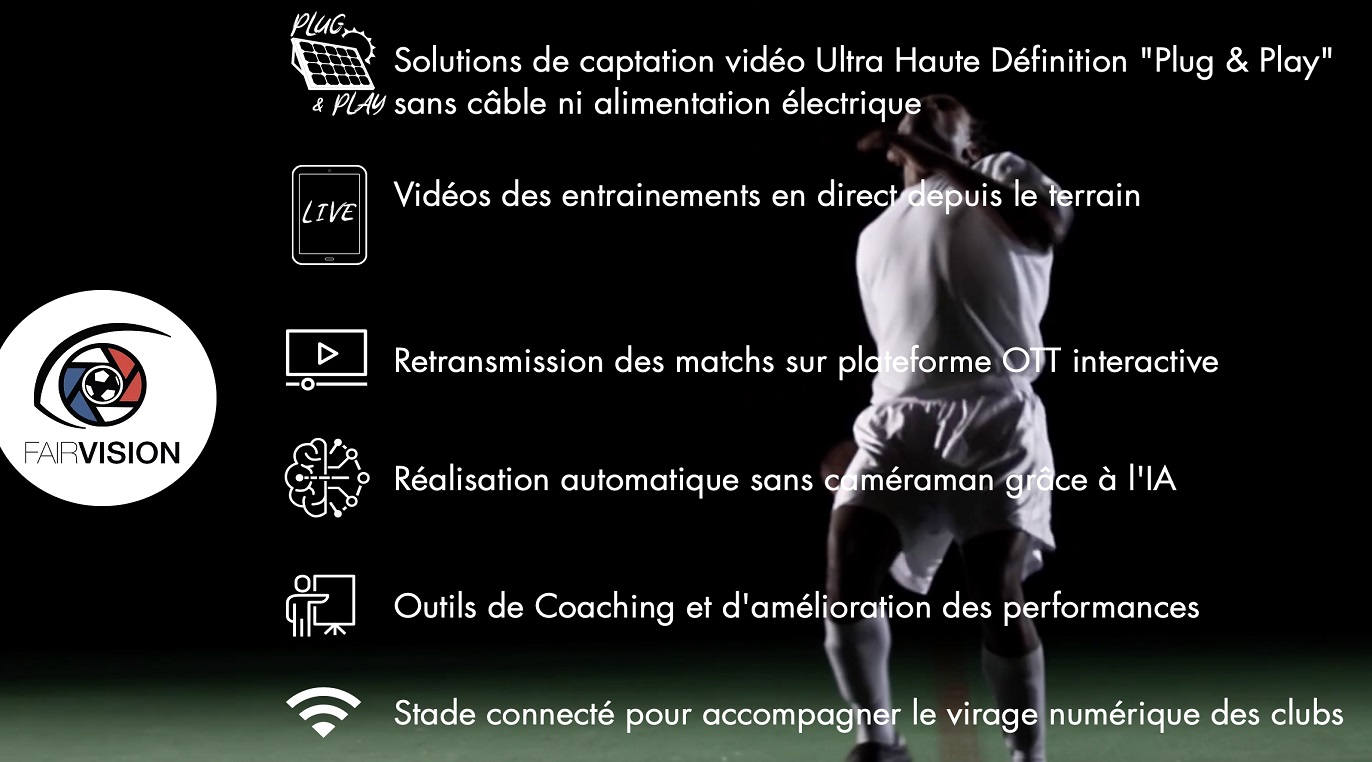 PLUG
& PLAY
Solutions de captation vidéo Ultra Haute Définition "Plug & Play"
sans câble ni alimentation électrique
LIVE
Vidéos des entrainements en direct depuis le terrain
FAIRVISION
Retransmission des matchs sur plateforme OTT interactive
Réalisation automatique sans caméraman grâce à l'IA
Outils de Coaching et d'amélioration des performances
Stade connecté pour accompagner le virage numérique des clubs